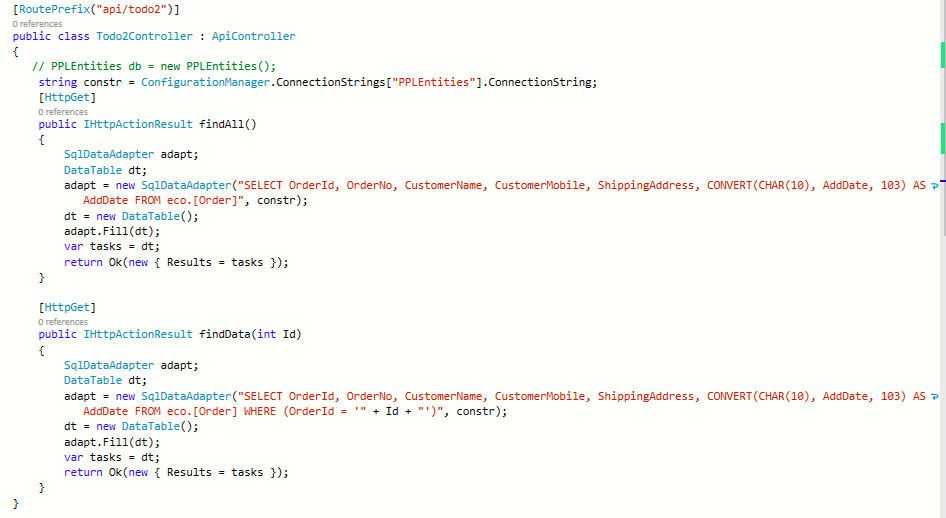 [RoutePrefix("api/todo2")]
0 references
public class Todo2Controller : ApiController
{
// PPLEntities db = new PPLEntities();
string constr = ConfigurationManager.ConnectionStrings["PPLEntities"].ConnectionString;
[HttpGet]
0 references
public IHttpActionResult findAll()
{
SqlDataAdapter adapt;
DataTable dt;
adapt = new SqlDataAdapter("SELECT OrderId, OrderNo, CustomerName, CustomerMobile, ShippingAddress, CONVERT(CHAR(10), AddDate, 103) AS
AddDate FROM eco.[Order]", constr);
dt = new DataTable();
adapt.Fill(dt);
var tasks = dt;
return Ok(new { Results = tasks });
}
[HttpGet]
0 references
public IHttpActionResult findData(int Id)
{
SqlDataAdapter adapt;
DataTable dt;
adapt = new SqlDataAdapter("SELECT OrderId, OrderNo, CustomerName, CustomerMobile, ShippingAddress, CONVERT(CHAR(10), AddDate, 103) AS
AddDate FROM eco.[Order] WHERE (OrderId = '" + Id + "')", constr);
dt = new DataTable();
adapt.Fill(dt);
var tasks = dt;
return Ok(new { Results = tasks });
}
}